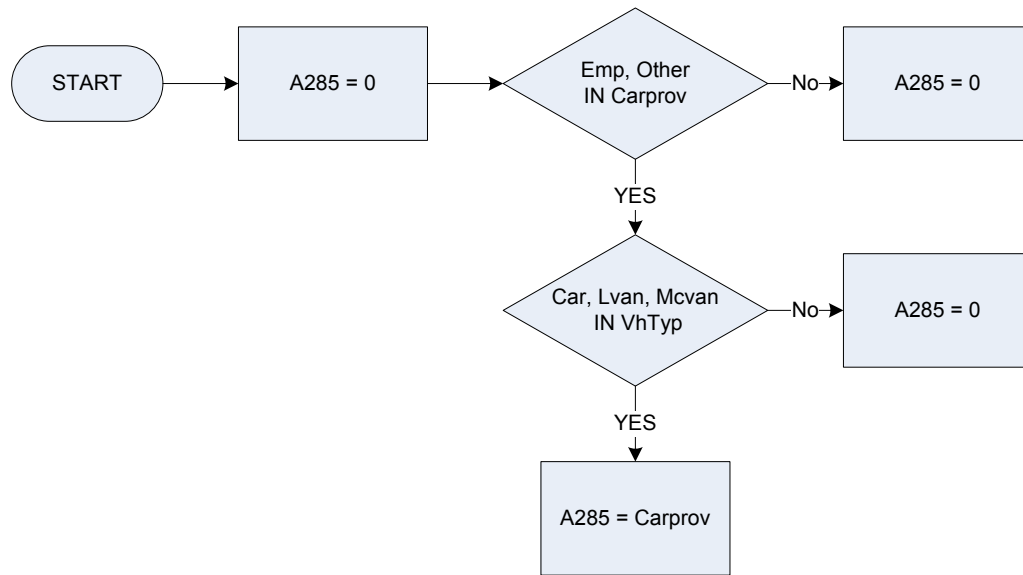 START
A285 = 0
Emp, Other
IN Carprov
No
A285 = 0
YES
Car, Lvan, Mcvan
IN VhTyp
No
A285 = 0
YES
A285 = Carprov